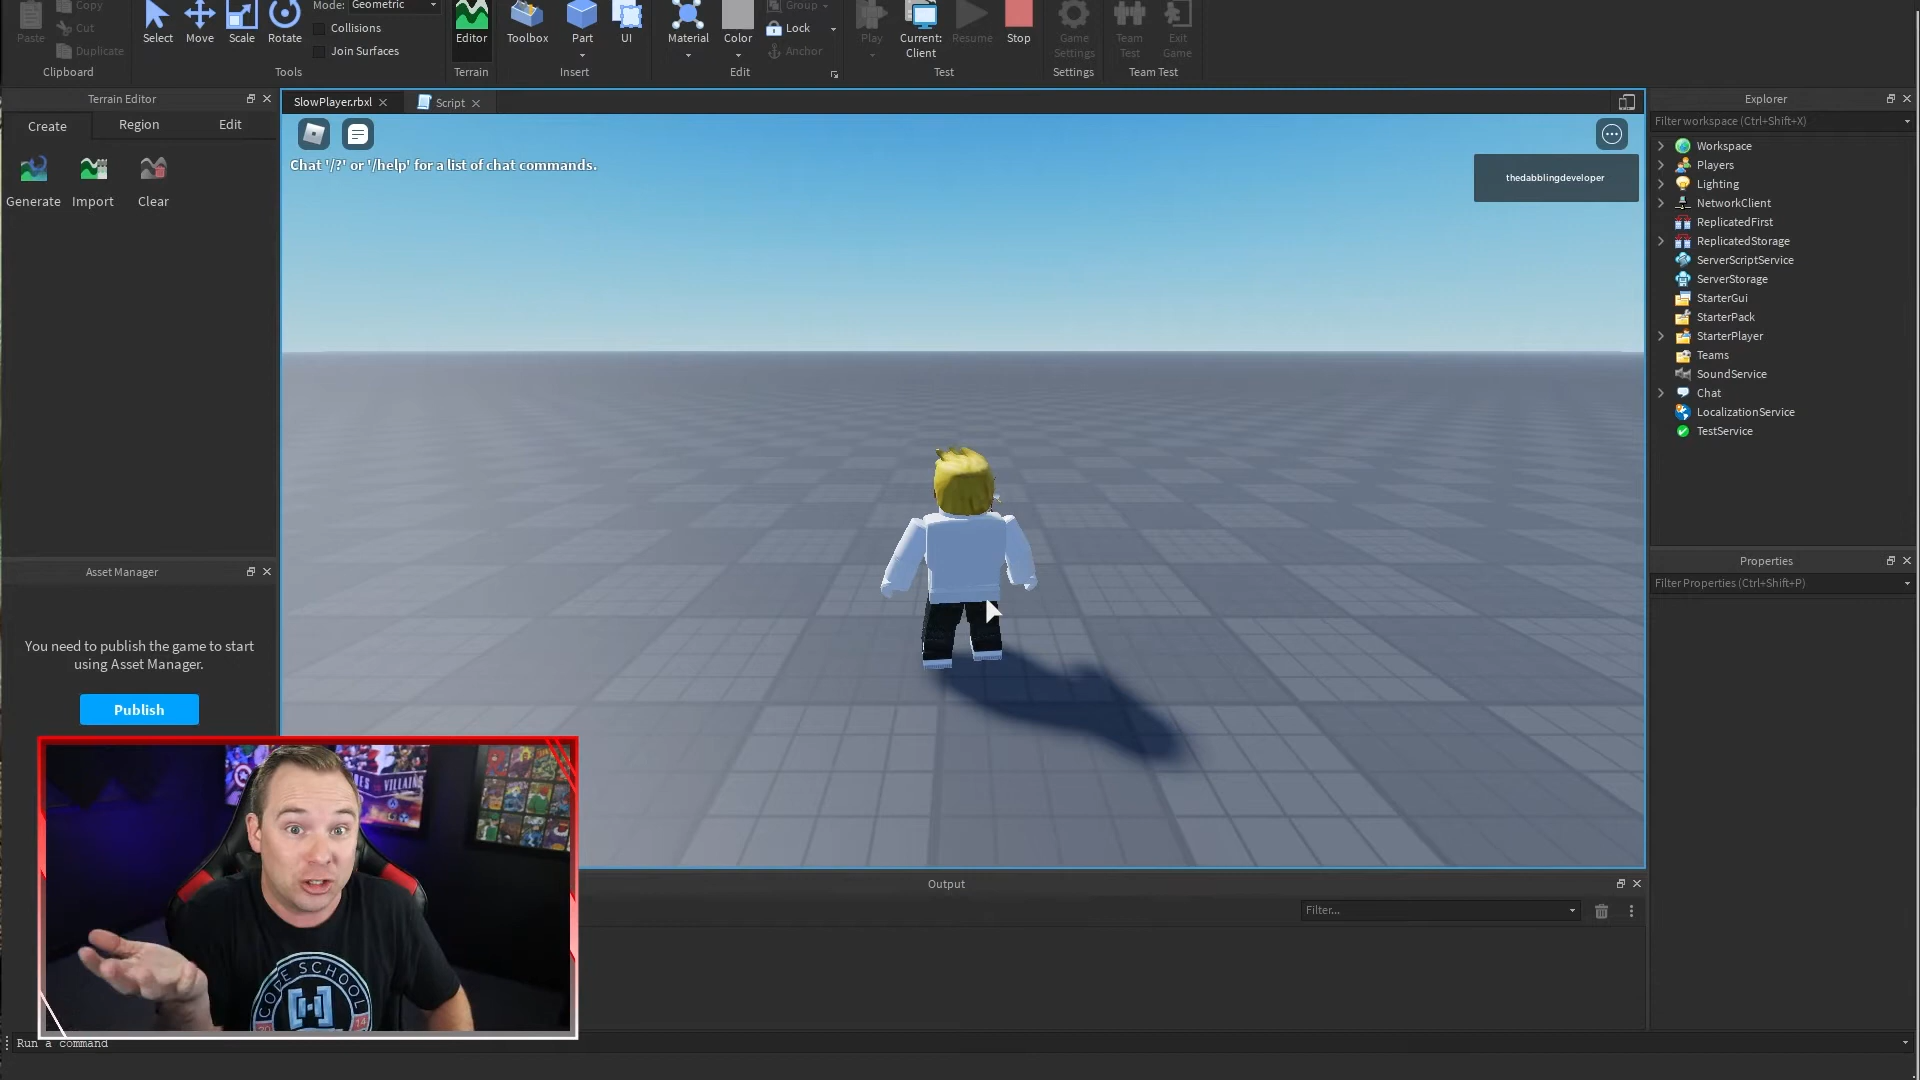 Paste
Copy
Cut
Duplicate
Clipboard
Select
Move
Scale
Rotate
Mode:
Geometric
Collisions
Join Surfaces
Tools
Editor
Terrain
Toolbox
Part
UI
Insert
Material
Color
Group
Lock
Anchor
Edit
Play
Current:
Client
Resume
Stop
Test
Game
Settings
Settings
Team
Test
Exit
Game
Team Test
Terrain Editor
Create
Region
Edit
Generate
Import
Clear
Asset Manager
You need to publish the game to start
using Asset Manager.
Publish
SlowPlayer.rbxl
Script
Chat '/?' or '/help' for a list of chat commands.
thedabblingdeveloper
Explorer
Filter workspace (Ctrl+Shift+X)
Workspace
Players
Lighting
NetworkClient
ReplicatedFirst
ReplicatedStorage
ServerScriptService
ServerStorage
StarterGui
StarterPack
StarterPlayer
Teams
SoundService
Chat
LocalizationService
TestService
Properties
Filter Properties (Ctrl+Shift+P)
VILLAINS
CODE SCHOOL
20
14
Output
Filter...
Run a command